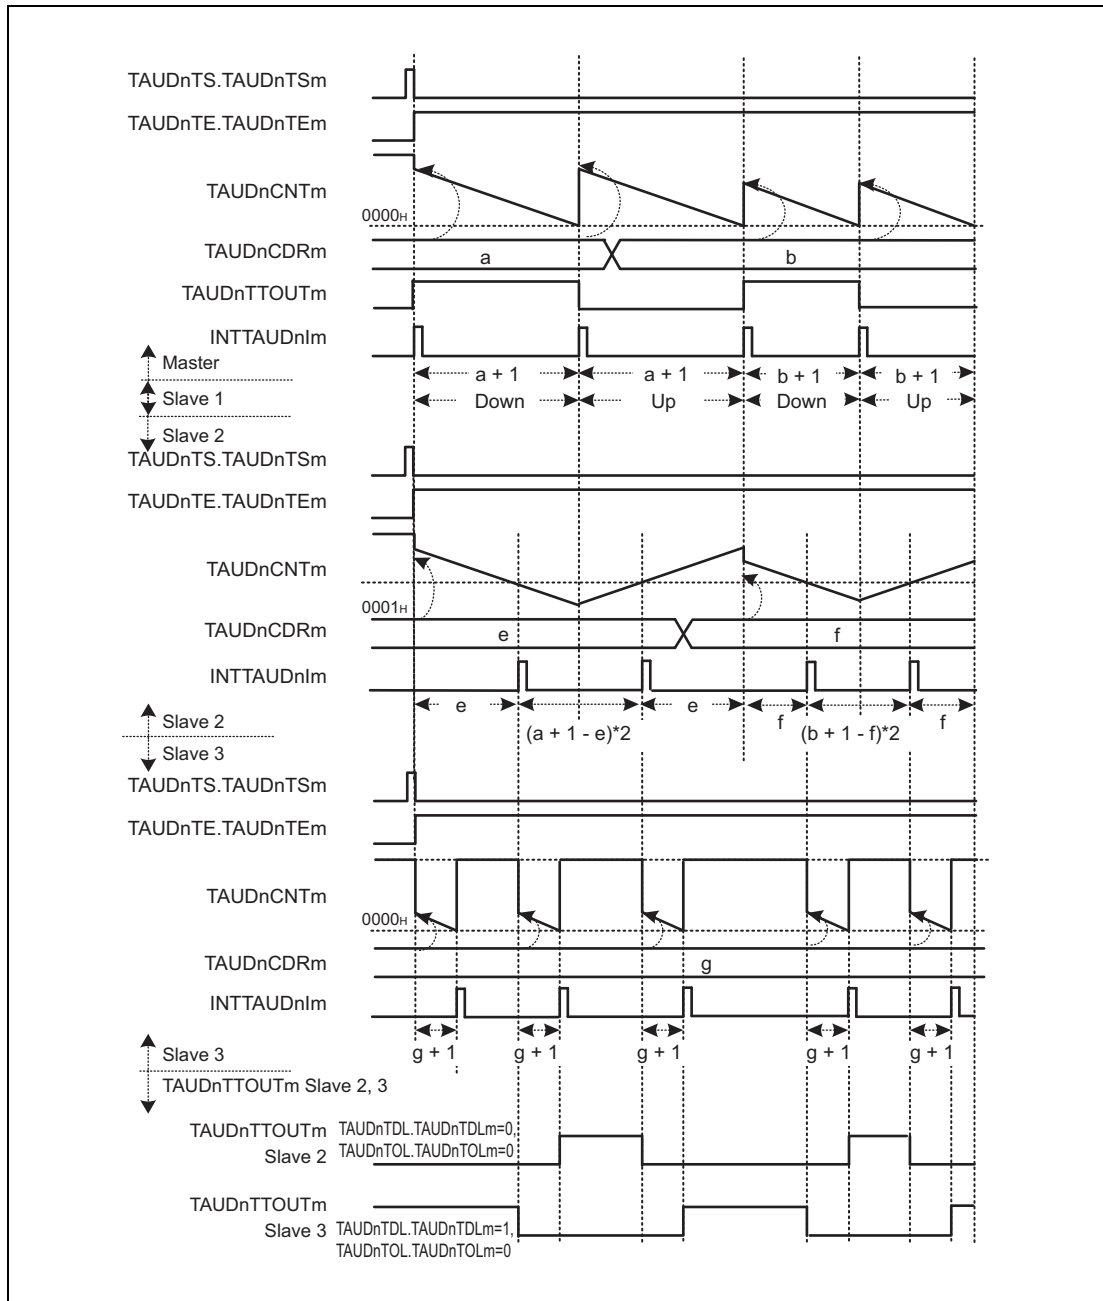 TAUDnTS.TAUDnTSm
TAUDnTE.TAUDnTEm
TAUDnCNTm
0000H
TAUDnCDRm
a
b
TAUDnTTOUTm
INTTAUDnIm
Master
a + 1
a + 1
b + 1
b + 1
Slave 1
Down
Up
Down
Up
Slave 2
TAUDnTS.TAUDnTSm
TAUDnTE.TAUDnTEm
TAUDnCNTm
0001H
TAUDnCDRm
e
f
INTTAUDnIm
e
e
f
f
Slave 2
(a + 1 - e)*2
(b + 1 - f)*2
Slave 3
TAUDnTS.TAUDnTSm
TAUDnTE.TAUDnTEm
TAUDnCNTm
0000H
TAUDnCDRm
g
INTTAUDnIm
Slave 3
g + 1
g + 1
g + 1
g + 1
g + 1
TAUDnTTOUTm Slave 2, 3
TAUDnTTOUTm
Slave 2
TAUDnTDL.TAUDnTDLm=0,
TAUDnTOL.TAUDnTOLm=0
TAUDnTTOUTm
Slave 3
TAUDnTDL.TAUDnTDLm=1,
TAUDnTOL.TAUDnTOLm=0